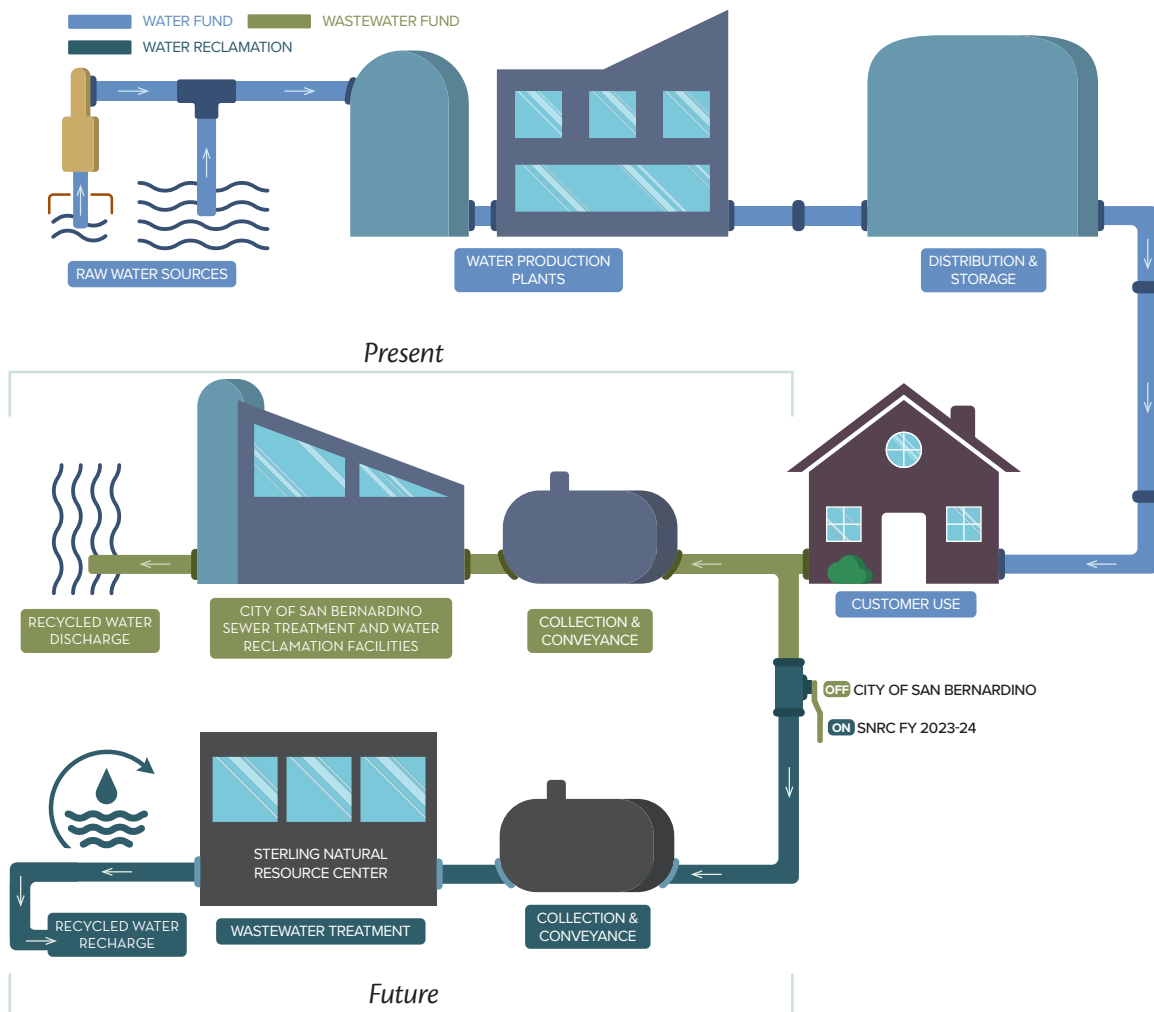 WATER FUND
WASTEWATER FUND
WATER RECLAMATION
RAW WATER SOURCES
WATER PRODUCTION
PLANTS
DISTRIBUTION &
STORAGE
Present
RECYCLED WATER
DISCHARGE
CITY OF SAN BERNARDINO
SEWER TREATMENT AND WATER
RECLAMATION FACILITIES
COLLECTION &
CONVEYANCE
CUSTOMER USE
OFF CITY OF SAN BERNARDINO
ON SNRC FY 2023-24
STERLING NATURAL
RESOURCE CENTER
RECYCLED WATER
RECHARGE
WASTEWATER TREATMENT
COLLECTION &
CONVEYANCE
Future